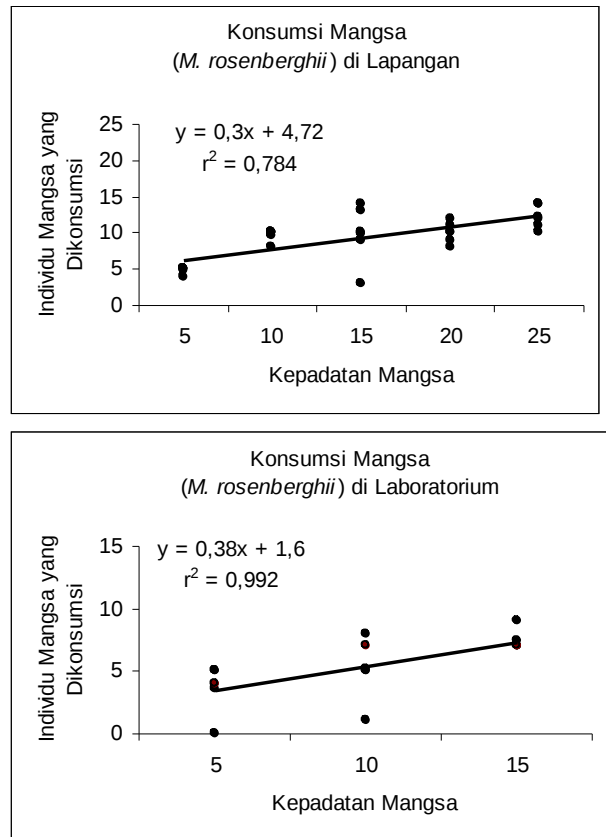 Konsumsi Mangsa
(M. rosenberghii) di Lapangan
y = 0,3x + 4,72
r² = 0,784
Individu Mangsa yang
Dikonsumsi
25
20
15
10
5
0
5 10 15 20 25
Kepadatan Mangsa
Konsumsi Mangsa
(M. rosenberghii) di Laboratorium
y = 0,38x + 1,6
r² = 0,992
Individu Mangsa yang
Dikonsumsi
15
10
5
0
5 10 15
Kepadatan Mangsa